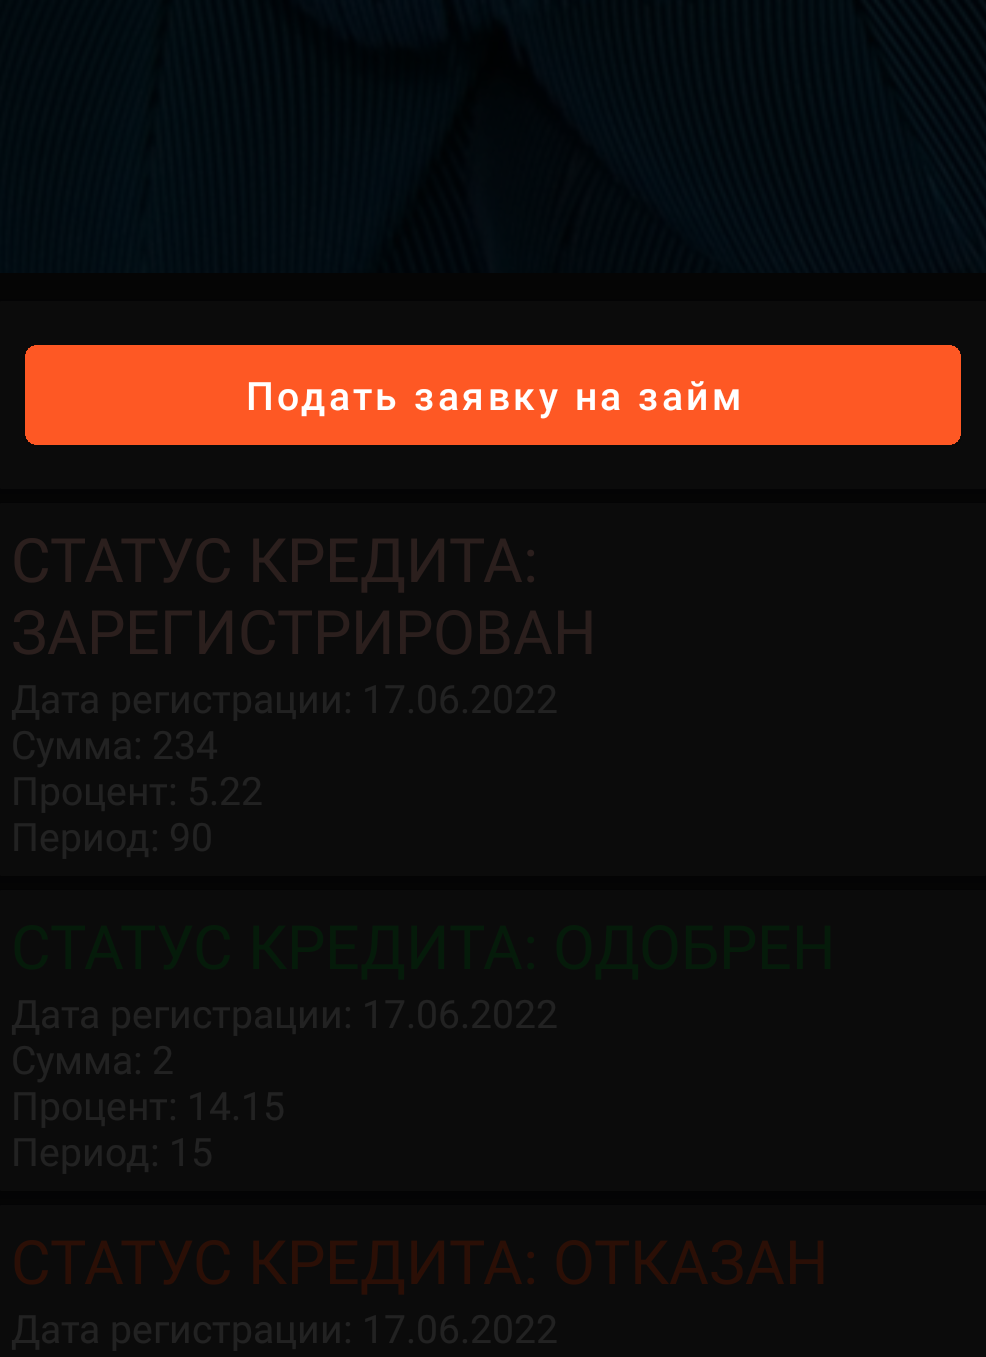 Подать заявку на займ
СТАТУС КРЕДИТА:
ЗАРЕГИСТРИРОВАН
Дата регистрации: 17.06.2022
Сумма: 234
Процент: 5.22
Период: 90
СТАТУС КРЕДИТА: ОДОБРЕН
Дата регистрации: 17.06.2022
Сумма: 2
Процент: 14.15
Период: 15
СТАТУС КРЕДИТА: ОТКАЗАН
Дата регистрации: 17.06.2022